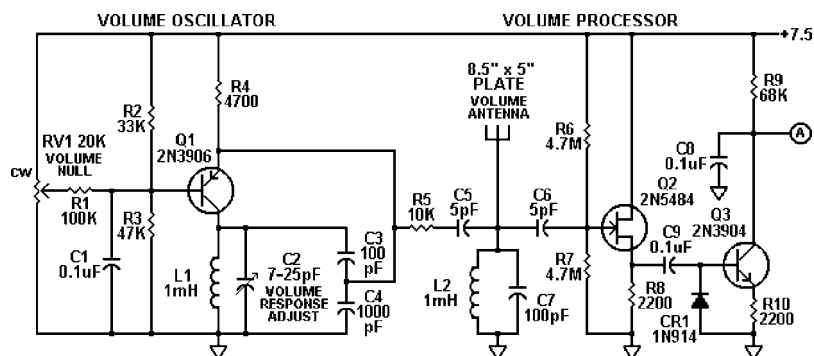 VOLUME OSCILLATOR
VOLUME PROCESSOR
+7.5
8.5" x 5"
PLATE
VOLUME
ANTENNA
R4
4700
R9
68K
R2
33K
R6
4.7M
A
RV1 20K
VOLUME
NULL
Q1
2N3906
C8
0.1uF
CW
R1
100K
R3
47K
R5
10K
C5
5pF
C6
5pF
Q2
2N5484
Q3
2N3904
C9
0.1uF
C1
0.1uF
L1
1mH
C2
7-25pF
VOLUME
RESPONSE
ADJUST
C3
100
pF
C4
1000
pF
L2
1mH
C7
100pF
R7
4.7M
R8
2200
CR1
1N914
R10
2200